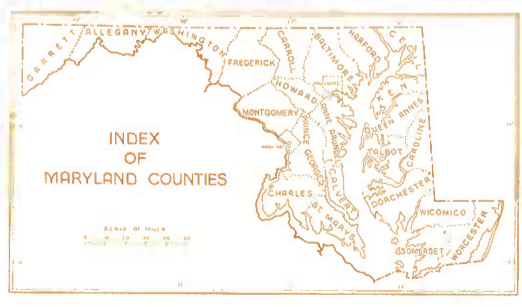 GARRETT
ALLEGANY
WASHINGTON
FREDERICK
CARROLL
BALTIMORE
HARFORD
HOWARD
MONTGOMERY
ANNE ARUNDEL
PRINCE GEORGES
QUEEN ANNES
CAROLINE
TALBOT
CALVERT
CHARLES
ST. MARYS
DORCHESTER
WICOMICO
WORCESTER
SOMERSET
INDEX
OF
MARYLAND COUNTIES
SCALE OF MILES